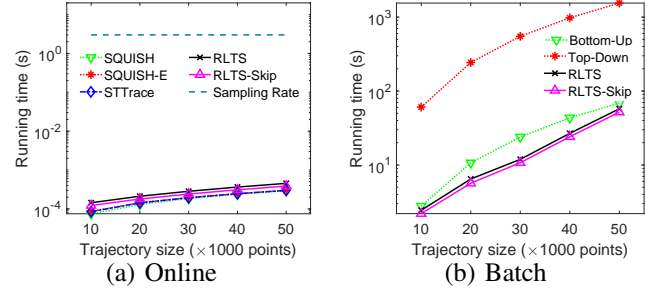 Running time (s)
10^0
10^-2
10^-4
SQUISH
SQUISH-E
STTrace
RLTS
RLTS-Skip
Sampling Rate
10 20 30 40 50
Trajectory size (×1000 points)
(a) Online
Running time (s)
10^3
10^2
10^1
Bottom-Up
Top-Down
RLTS
RLTS-Skip
10 20 30 40 50
Trajectory size (×1000 points)
(b) Batch